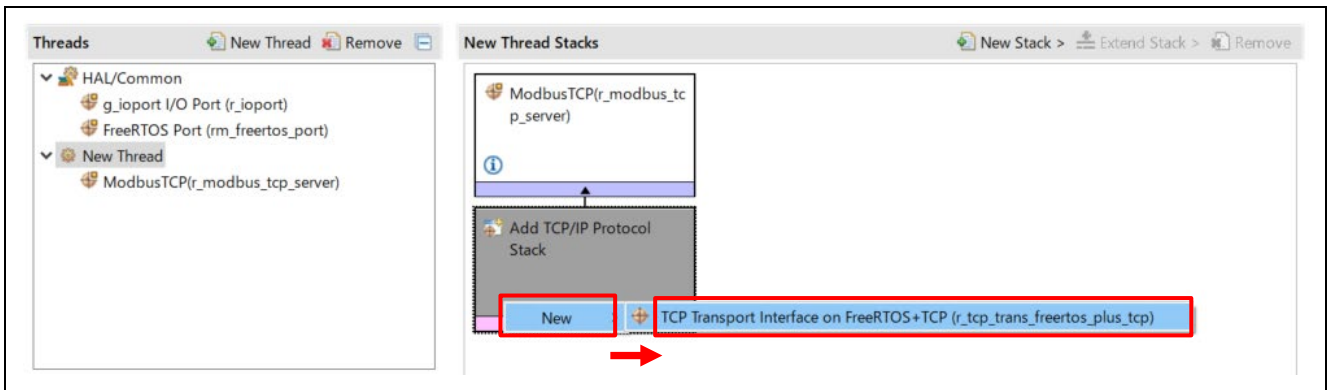 Threads New Thread Remove
HAL/Common
g_ioport I/O Port (r_ioport)
FreeRTOS Port (rm_freertos_port)
New Thread
ModbusTCP(r_modbus_tcp_server)
New Thread Stacks New Stack > Extend Stack > Remove
ModbusTCP(r_modbus_tc
p_server)
Add TCP/IP Protocol
Stack
New TCP Transport Interface on FreeRTOS+TCP (r_tcp_trans_freertos_plus_tcp)